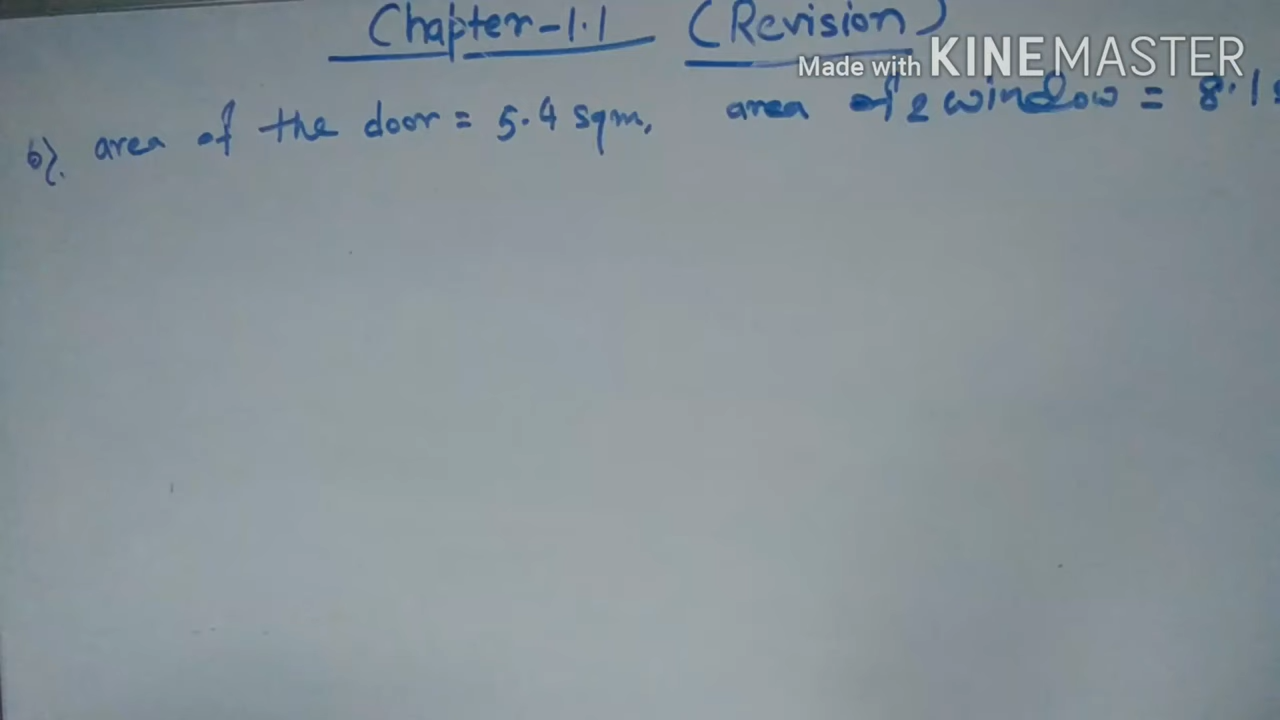 Chapter-1.1 (Revision)
Made with KINEMASTER
6). area of the door = 5.4 sqm, area of 2 window = 8.1